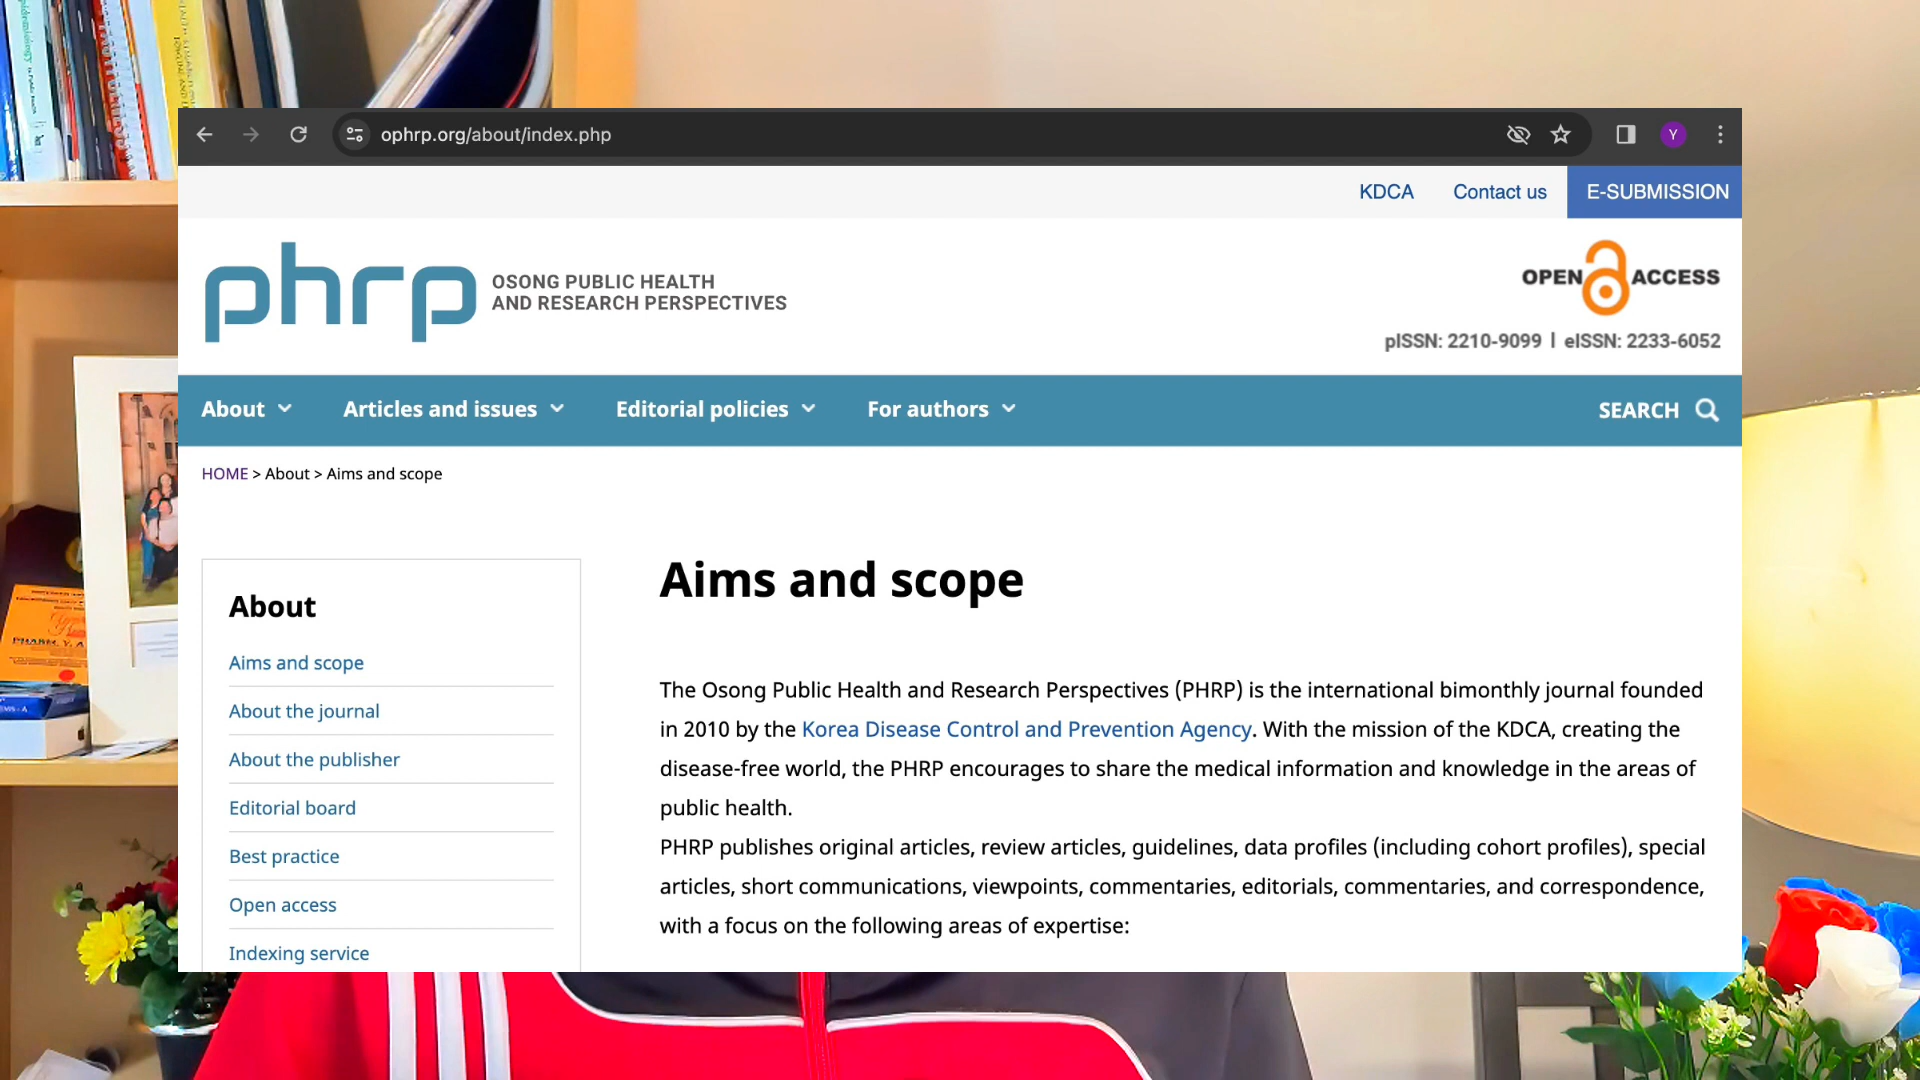 ophrp.org/about/index.php
Y
KDCA Contact us E-SUBMISSION
phrp OSONG PUBLIC HEALTH
AND RESEARCH PERSPECTIVES
OPEN ACCESS
pISSN: 2210-9099 | eISSN: 2233-6052
About Articles and issues Editorial policies For authors SEARCH
HOME > About > Aims and scope
About
Aims and scope
About the journal
About the publisher
Editorial board
Best practice
Open access
Indexing service
Aims and scope
The Osong Public Health and Research Perspectives (PHRP) is the international bimonthly journal founded
in 2010 by the Korea Disease Control and Prevention Agency. With the mission of the KDCA, creating the
disease-free world, the PHRP encourages to share the medical information and knowledge in the areas of
public health.
PHRP publishes original articles, review articles, guidelines, data profiles (including cohort profiles), special
articles, short communications, viewpoints, commentaries, editorials, commentaries, and correspondence,
with a focus on the following areas of expertise: